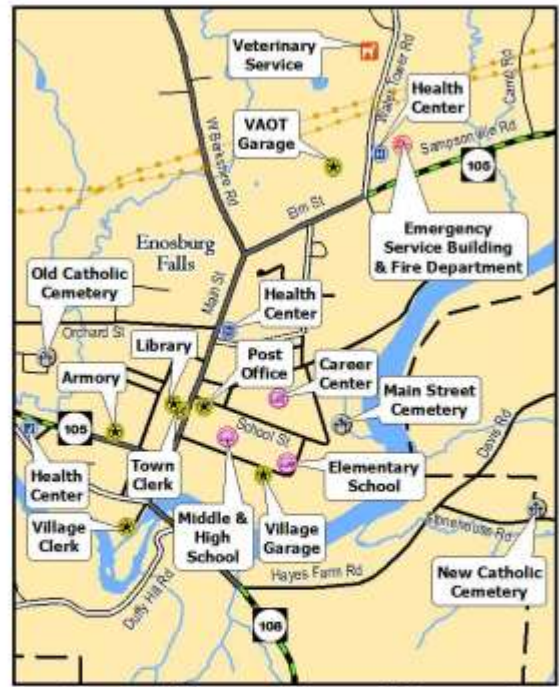 Veterinary
Service
Wales Tower Rd
Health
Center
VAOT
Garage
W Berkshire Rd
Sampsonville Rd
105
Elm St
Emergency
Service Building
& Fire Department
Enosburg
Falls
Old Catholic
Cemetery
Main St
Health
Center
Orchard St
Library
Post
Office
Career
Center
Armory
Main Street
Cemetery
105
School St
Davis Rd
Town
Clerk
Elementary
School
Health
Center
Village
Clerk
Middle &
High
School
Village
Garage
Hayes Farm Rd
New Catholic
Cemetery
Duffy Hill Rd
108